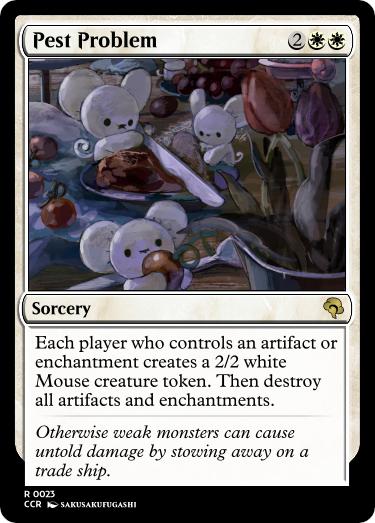 Pest Problem 2
Sorcery
Each player who controls an artifact or
enchantment creates a 2/2 white
Mouse creature token. Then destroy
all artifacts and enchantments.
Otherwise weak monsters can cause
untold damage by stowing away on a
trade ship.
R 0023
CCR SAKUSAKUFUGASHI